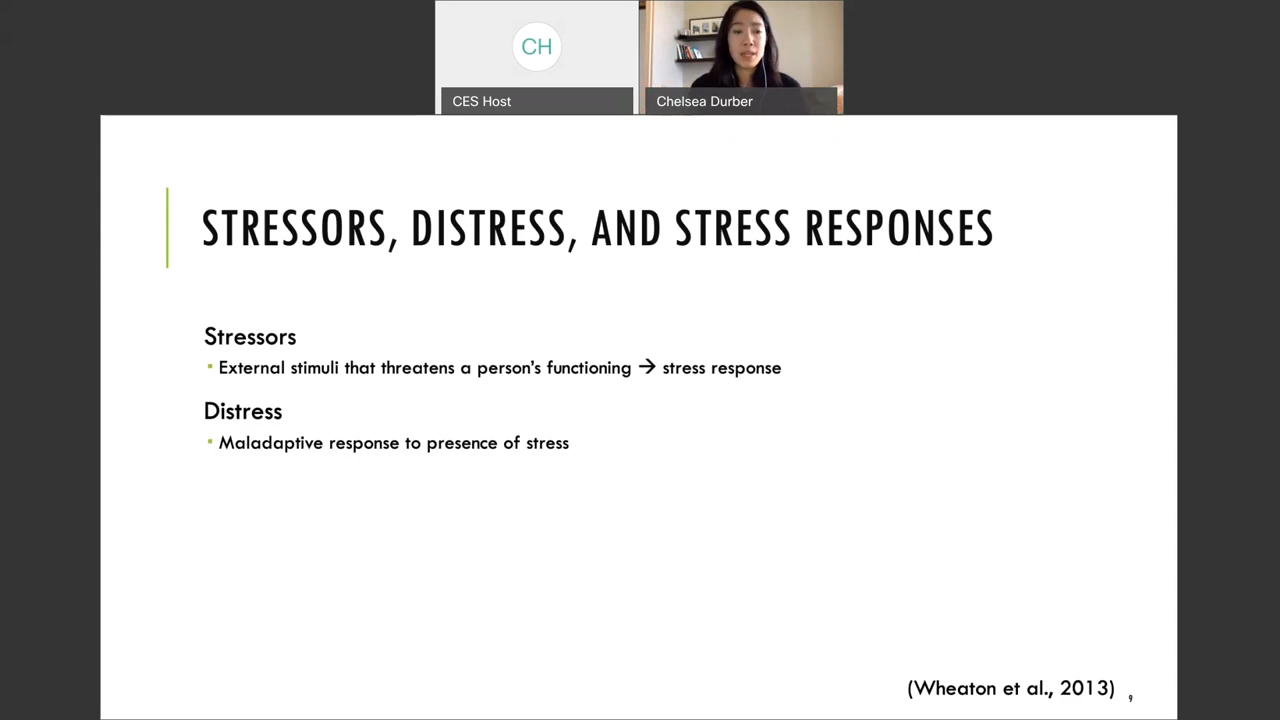 CH
CES Host
Chelsea Durber
STRESSORS, DISTRESS, AND STRESS RESPONSES
Stressors
▪ External stimuli that threatens a person's functioning → stress response
Distress
▪ Maladaptive response to presence of stress
(Wheaton et al., 2013)
9